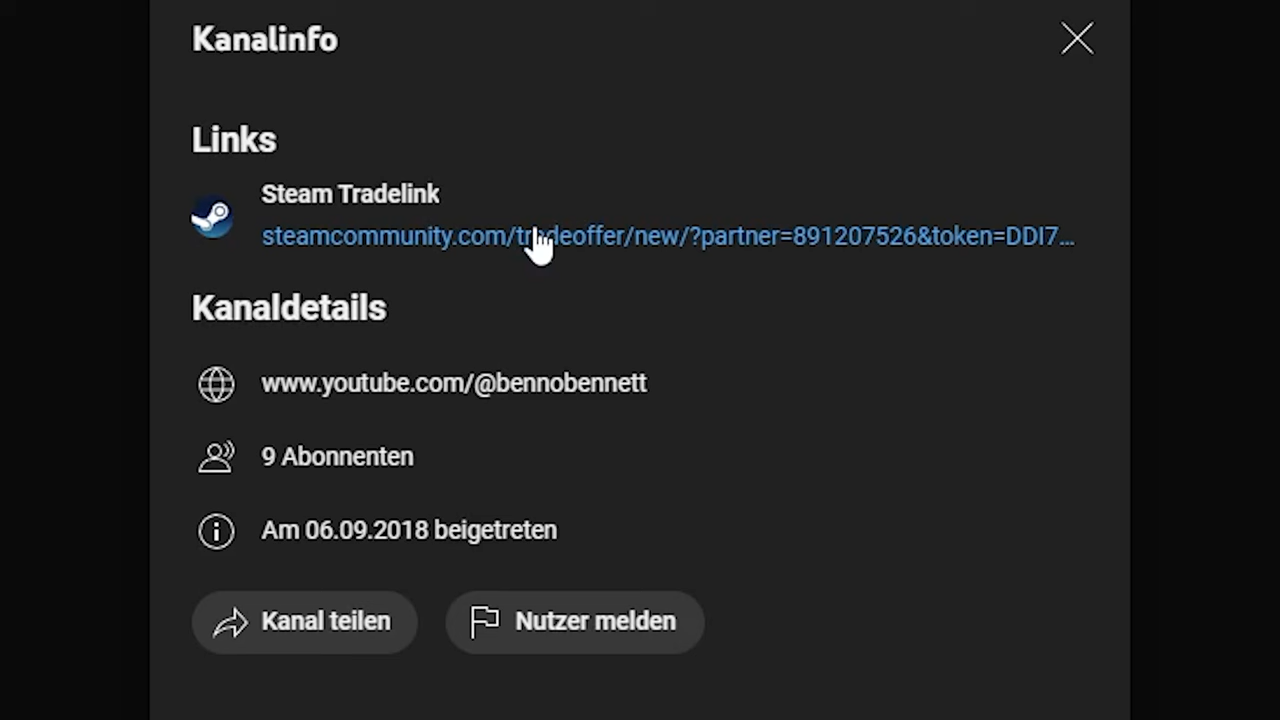 Kanalinfo
Links
Steam Tradelink
steamcommunity.com/tradeoffer/new/?partner=891207526&token=DDI7...
Kanaldetails
www.youtube.com/@bennobennett
9 Abonnenten
Am 06.09.2018 beigetreten
Kanal teilen
Nutzer melden